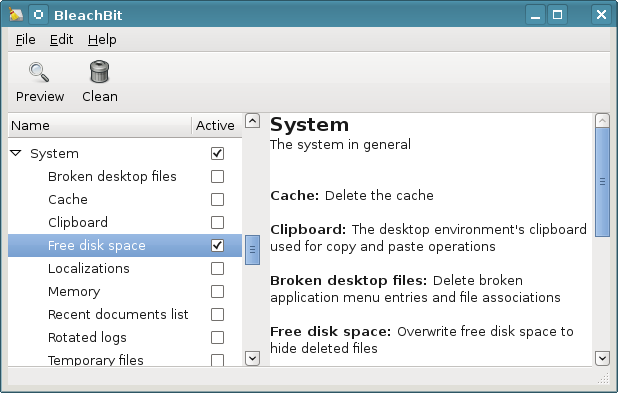 BleachBit
File Edit Help
Preview Clean
Name Active
System
Broken desktop files
Cache
Clipboard
Free disk space
Localizations
Memory
Recent documents list
Rotated logs
Temporary files
System
The system in general
Cache: Delete the cache
Clipboard: The desktop environment's clipboard
used for copy and paste operations
Broken desktop files: Delete broken
application menu entries and file associations
Free disk space: Overwrite free disk space to
hide deleted files